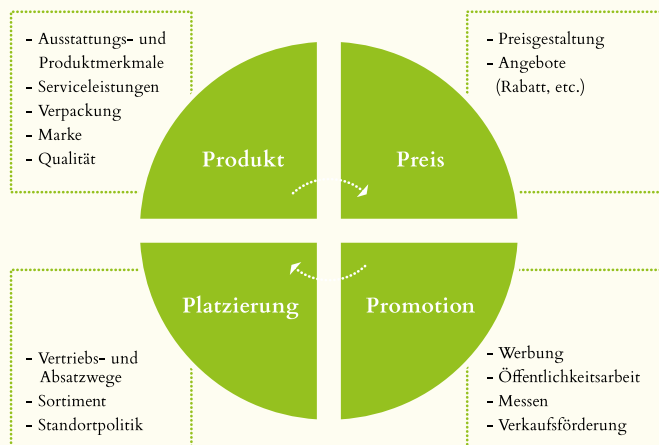 - Ausstattungs- und
Produktmerkmale
- Serviceleistungen
- Verpackung
- Marke
- Qualität
Produkt
- Preisgestaltung
- Angebote
(Rabatt, etc.)
Preis
Platzierung
- Vertriebs- und
Absatzwege
- Sortiment
- Standortpolitik
Promotion
- Werbung
- Öffentlichkeitsarbeit
- Messen
- Verkaufsförderung